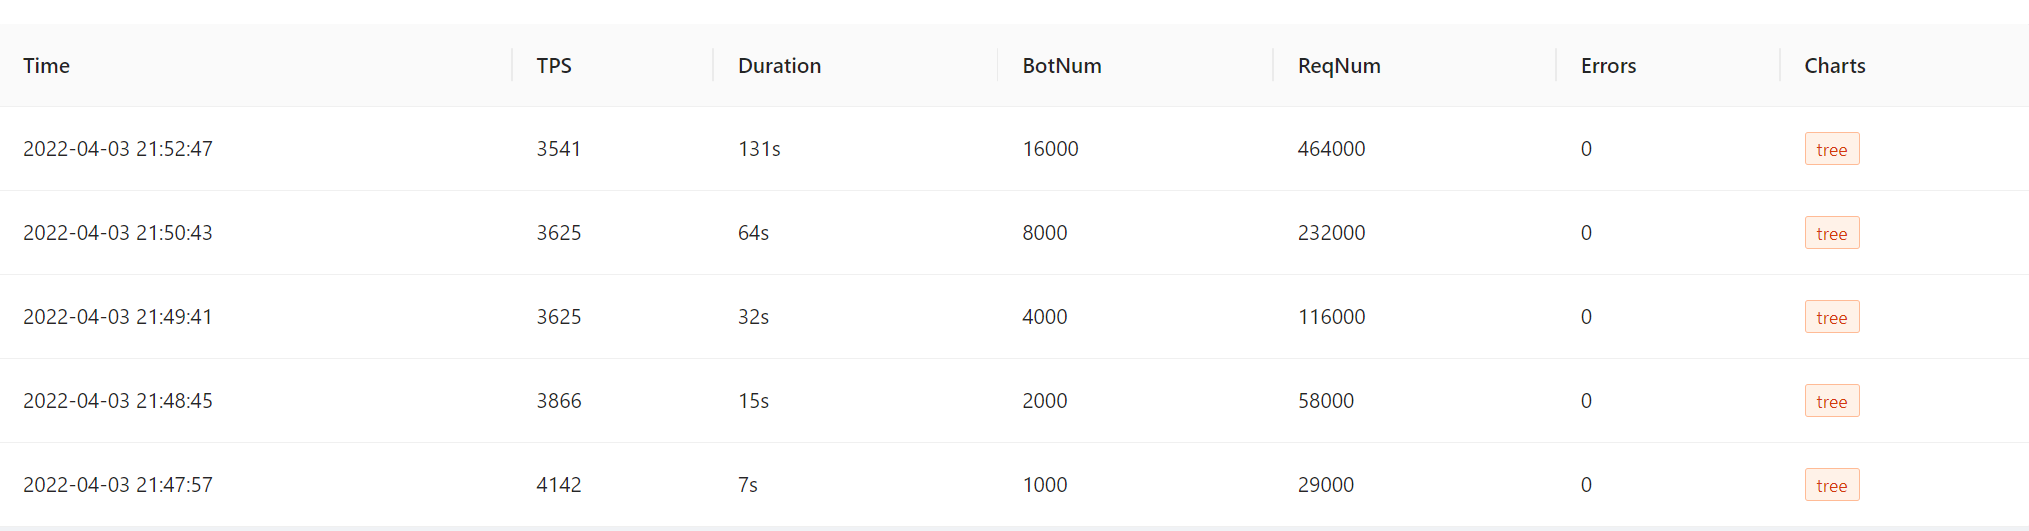 Time TPS Duration BotNum ReqNum Errors Charts
2022-04-03 21:52:47 3541 131s 16000 464000 0 tree
2022-04-03 21:50:43 3625 64s 8000 232000 0 tree
2022-04-03 21:49:41 3625 32s 4000 116000 0 tree
2022-04-03 21:48:45 3866 15s 2000 58000 0 tree
2022-04-03 21:47:57 4142 7s 1000 29000 0 tree